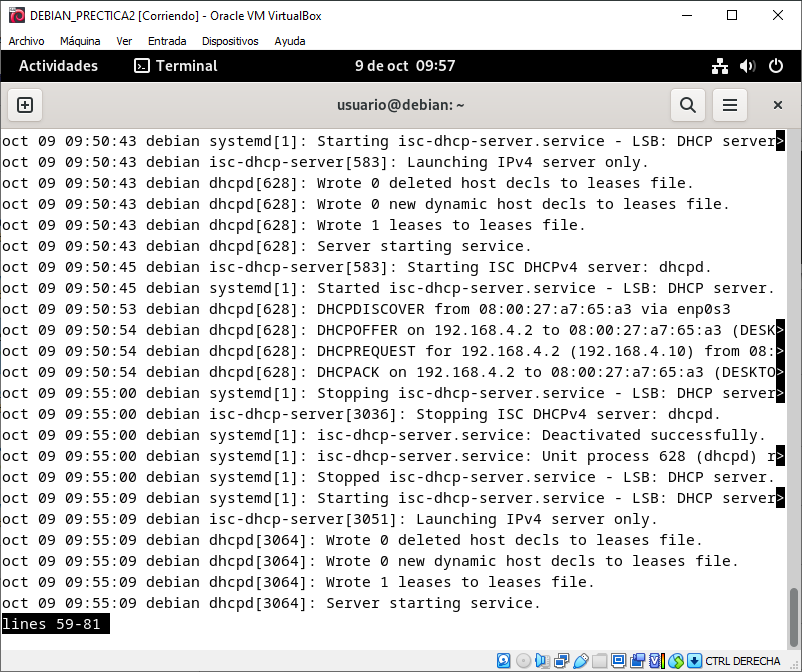 DEBIAN_PRECTICA2 [Corriendo] - Oracle VM VirtualBox
Archivo Máquina Ver Entrada Dispositivos Ayuda
Actividades Terminal 9 de oct 09:57
usuario@debian: ~
oct 09 09:50:43 debian systemd[1]: Starting isc-dhcp-server.service - LSB: DHCP server>
oct 09 09:50:43 debian isc-dhcp-server[583]: Launching IPv4 server only.
oct 09 09:50:43 debian dhcpd[628]: Wrote 0 deleted host decls to leases file.
oct 09 09:50:43 debian dhcpd[628]: Wrote 0 new dynamic host decls to leases file.
oct 09 09:50:43 debian dhcpd[628]: Wrote 1 leases to leases file.
oct 09 09:50:43 debian dhcpd[628]: Server starting service.
oct 09 09:50:45 debian isc-dhcp-server[583]: Starting ISC DHCPv4 server: dhcpd.
oct 09 09:50:45 debian systemd[1]: Started isc-dhcp-server.service - LSB: DHCP server.
oct 09 09:50:53 debian dhcpd[628]: DHCPDISCOVER from 08:00:27:a7:65:a3 via enp0s3
oct 09 09:50:54 debian dhcpd[628]: DHCPOFFER on 192.168.4.2 to 08:00:27:a7:65:a3 (DESK>
oct 09 09:50:54 debian dhcpd[628]: DHCPREQUEST for 192.168.4.2 (192.168.4.10) from 08:>
oct 09 09:50:54 debian dhcpd[628]: DHCPACK on 192.168.4.2 to 08:00:27:a7:65:a3 (DESKTO>
oct 09 09:55:00 debian systemd[1]: Stopping isc-dhcp-server.service - LSB: DHCP server>
oct 09 09:55:00 debian isc-dhcp-server[3036]: Stopping ISC DHCPv4 server: dhcpd.
oct 09 09:55:00 debian systemd[1]: isc-dhcp-server.service: Deactivated successfully.
oct 09 09:55:00 debian systemd[1]: isc-dhcp-server.service: Unit process 628 (dhcpd) r>
oct 09 09:55:00 debian systemd[1]: Stopped isc-dhcp-server.service - LSB: DHCP server.
oct 09 09:55:09 debian systemd[1]: Starting isc-dhcp-server.service - LSB: DHCP server>
oct 09 09:55:09 debian isc-dhcp-server[3051]: Launching IPv4 server only.
oct 09 09:55:09 debian dhcpd[3064]: Wrote 0 deleted host decls to leases file.
oct 09 09:55:09 debian dhcpd[3064]: Wrote 0 new dynamic host decls to leases file.
oct 09 09:55:09 debian dhcpd[3064]: Wrote 1 leases to leases file.
oct 09 09:55:09 debian dhcpd[3064]: Server starting service.
lines 59-81
CTRL DERECHA